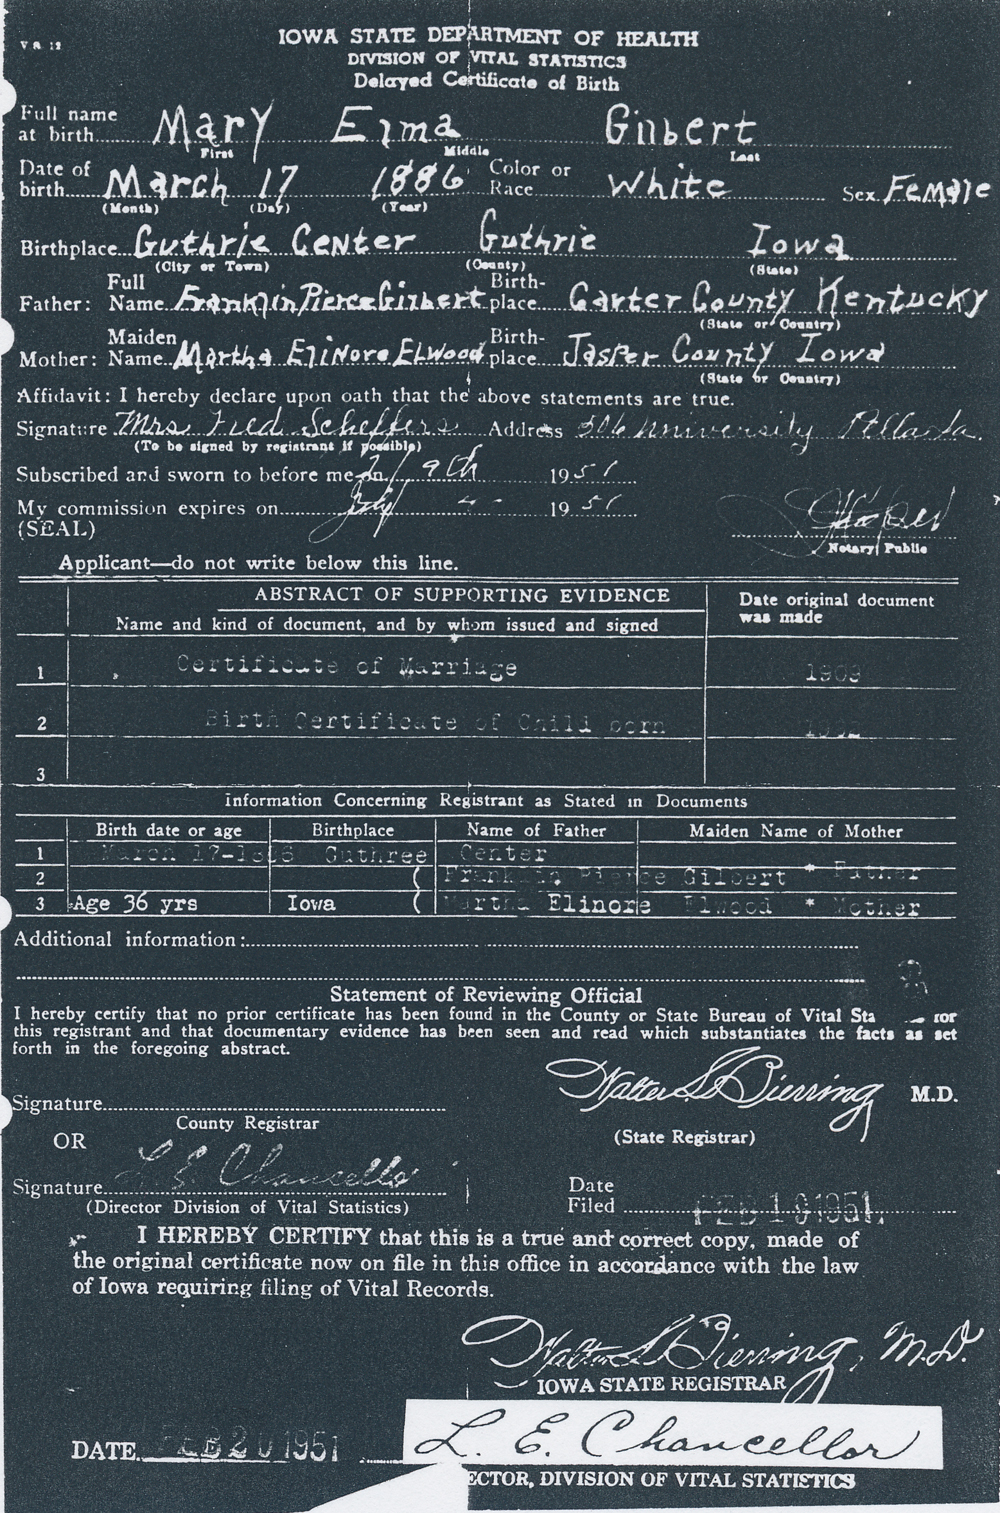 V R 12
IOWA STATE DEPARTMENT OF HEALTH
DIVISION OF VITAL STATISTICS
Delayed Certificate of Birth
Full name
at birth Mary Erma Gilbert
First Middle Last
Date of birth March 17 1886 Color or Race White Sex Female
(Month) (Day) (Year)
Birthplace Guthrie Center Guthrie Iowa
(City or Town) (County) (State)
Father: Full Name Franklin Pierce Gilbert Birthplace Carter County Kentucky
(State or Country)
Mother: Maiden Name Martha Elinore Elwood Birthplace Jasper County Iowa
(State or Country)
Affidavit: I hereby declare upon oath that the above statements are true.
Signature Mrs Fred Scheffers Address 306 University
(To be signed by registrant if possible)
Subscribed and sworn to before me on 9th 1951
My commission expires on July 4 1951
(SEAL)
Notary Public
Applicant—do not write below this line.
ABSTRACT OF SUPPORTING EVIDENCE
Name and kind of document, and by whom issued and signed
Date original document was made
1 Certificate of Marriage 1909
2 Birth Certificate of Child born
3
Information Concerning Registrant as Stated in Documents
Birth date or age Birthplace Name of Father Maiden Name of Mother
1 March 17-1886 Guthree Center
2 ( Franklin Pierce Gilbert * Father
3 Age 36 yrs Iowa ( Martha Elinore Elwood * Mother
Additional information:
Statement of Reviewing Official
I hereby certify that no prior certificate has been found in the County or State Bureau of Vital Sta for
this registrant and that documentary evidence has been seen and read which substantiates the facts as set
forth in the foregoing abstract.
Signature
County Registrar
Walter L Bierring M.D.
(State Registrar)
OR
Signature L. E. Chancellor
(Director Division of Vital Statistics)
Date Filed FEB 19 1951
I HEREBY CERTIFY that this is a true and correct copy, made of
the original certificate now on file in this office in accordance with the law
of Iowa requiring filing of Vital Records.
Walter L Bierring, M.D.
IOWA STATE REGISTRAR
DATE FEB 20 1951
L. E. Chancellor
ECTOR, DIVISION OF VITAL STATISTICS